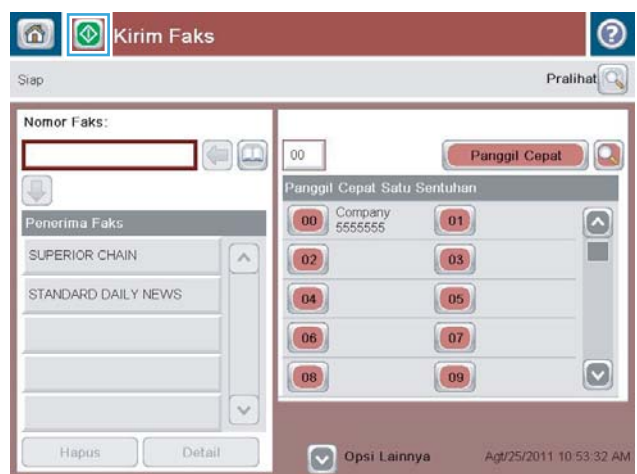 Kirim Faks
?
Siap
Pralihat
Nomor Faks:
00
Panggil Cepat
Panggil Cepat Satu Sentuhan
00 Company 5555555 01
02 03
04 05
06 07
08 09
Penerima Faks
SUPERIOR CHAIN
STANDARD DAILY NEWS
Hapus Detail
Opsi Lainnya
Agt/25/2011 10:53:32 AM